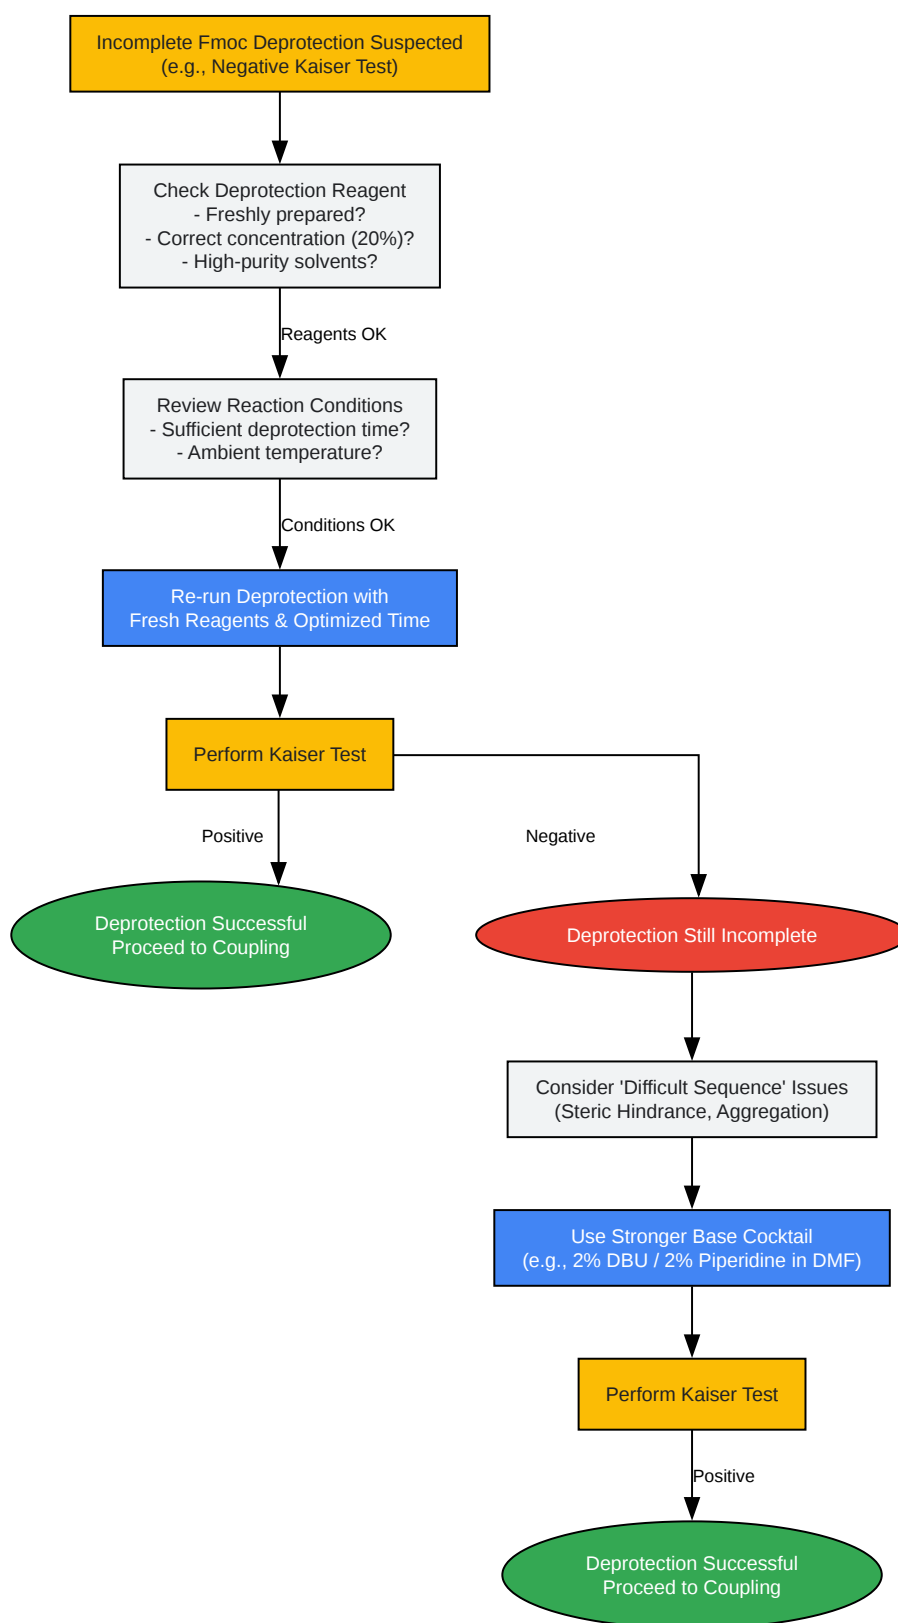 Incomplete Fmoc Deprotection Suspected
(e.g., Negative Kaiser Test)
Check Deprotection Reagent
- Freshly prepared?
- Correct concentration (20%)?
- High-purity solvents?
Reagents OK
Review Reaction Conditions
- Sufficient deprotection time?
- Ambient temperature?
Conditions OK
Re-run Deprotection with
Fresh Reagents & Optimized Time
Perform Kaiser Test
Positive
Negative
Deprotection Successful
Proceed to Coupling
Deprotection Still Incomplete
Consider 'Difficult Sequence' Issues
(Steric Hindrance, Aggregation)
Use Stronger Base Cocktail
(e.g., 2% DBU / 2% Piperidine in DMF)
Perform Kaiser Test
Positive
Deprotection Successful
Proceed to Coupling